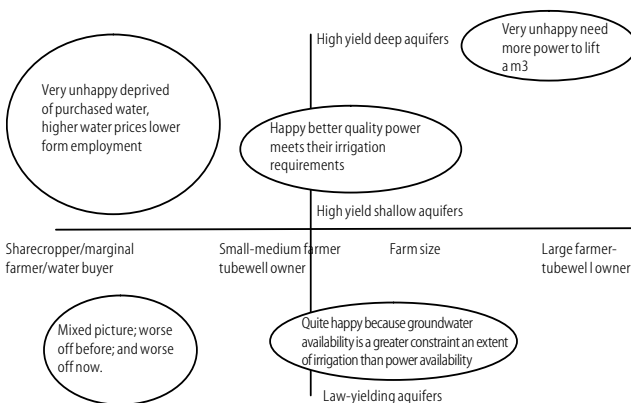 High yield deep aquifers
Very unhappy need
more power to lift
a m3
Very unhappy deprived
of purchased water,
higher water prices lower
form employment
Happy better quality power
meets their irrigation
requirements
High yield shallow aquifers
Sharecropper/marginal
farmer/water buyer
Small-medium farmer
tubewell owner
Farm size
Large farmer-
tubewel l owner
Mixed picture; worse
off before; and worse
off now.
Quite happy because groundwater
availability is a greater constraint an extent
of irrigation than power availability
Law-yielding aquifers